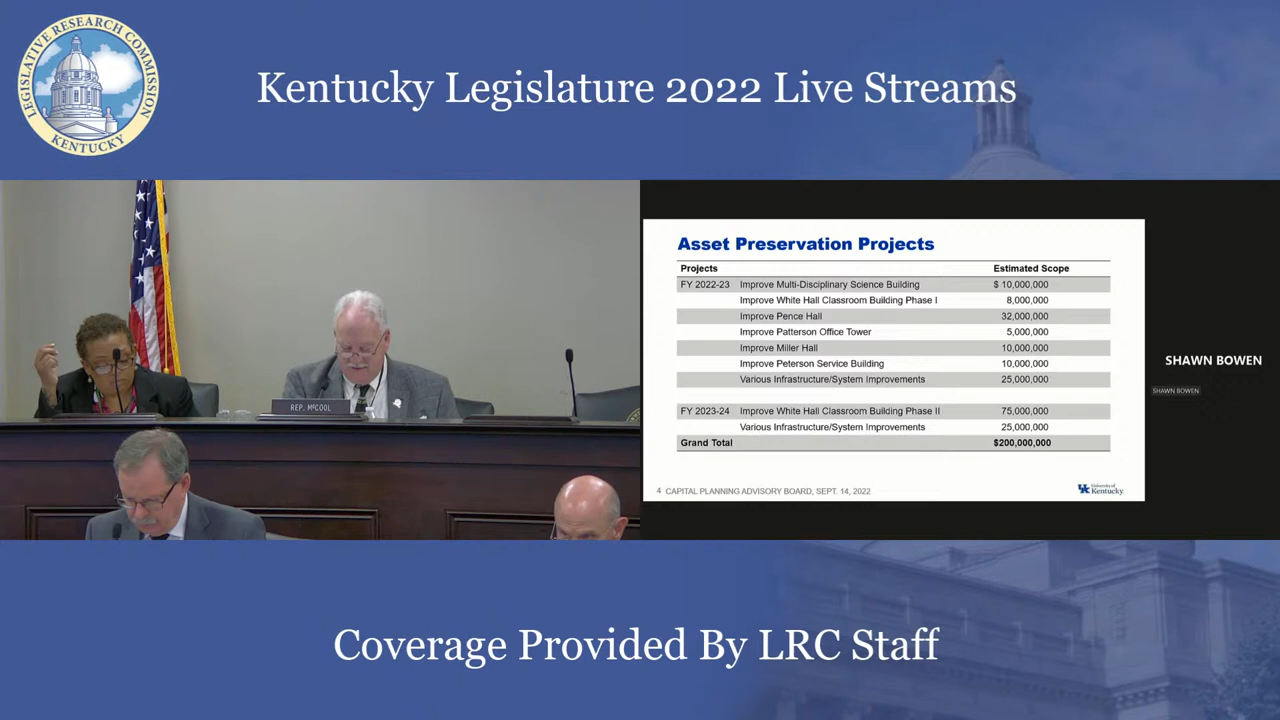 LEGISLATIVE RESEARCH COMMISSION
KENTUCKY
Kentucky Legislature 2022 Live Streams
REP. McCOOL
Asset Preservation Projects
Projects Estimated Scope
FY 2022-23 Improve Multi-Disciplinary Science Building $ 10,000,000
Improve White Hall Classroom Building Phase I 8,000,000
Improve Pence Hall 32,000,000
Improve Patterson Office Tower 5,000,000
Improve Miller Hall 10,000,000
Improve Peterson Service Building 10,000,000
Various Infrastructure/System Improvements 25,000,000
FY 2023-24 Improve White Hall Classroom Building Phase II 75,000,000
Various Infrastructure/System Improvements 25,000,000
Grand Total $200,000,000
4 CAPITAL PLANNING ADVISORY BOARD, SEPT. 14, 2022
University of
Kentucky
SHAWN BOWEN
SHAWN BOWEN
Coverage Provided By LRC Staff